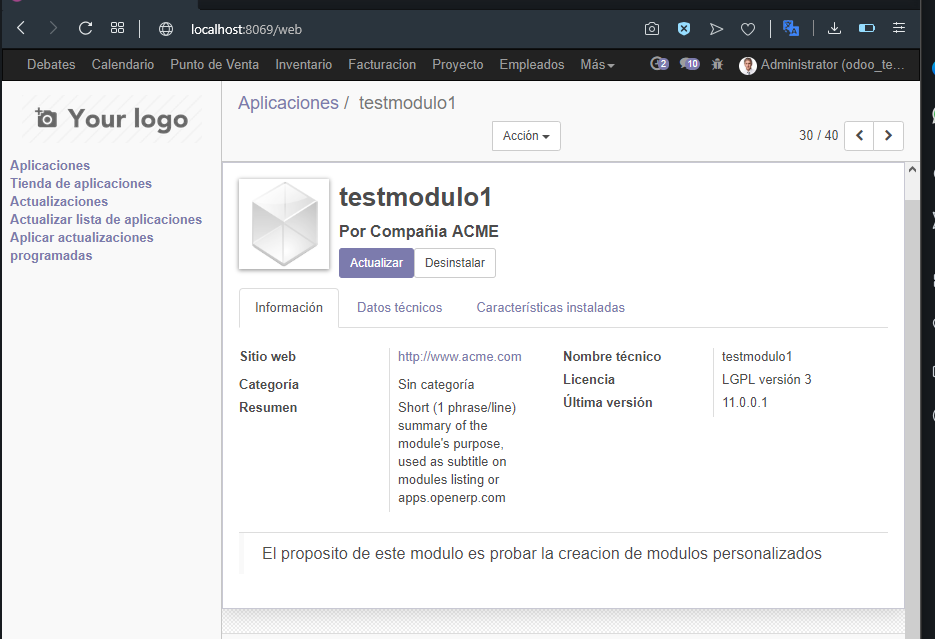 localhost:8069/web
Debates Calendario Punto de Venta Inventario Facturacion Proyecto Empleados Más 2 10 Administrator (odoo_te...
Your logo
Aplicaciones
Tienda de aplicaciones
Actualizaciones
Actualizar lista de aplicaciones
Aplicar actualizaciones
programadas
Aplicaciones / testmodulo1
Acción
30 / 40
testmodulo1
Por Compañia ACME
Actualizar Desinstalar
Información Datos técnicos Características instaladas
Sitio web http://www.acme.com
Categoría Sin categoría
Resumen Short (1 phrase/line)
summary of the
module's purpose,
used as subtitle on
modules listing or
apps.openerp.com
Nombre técnico testmodulo1
Licencia LGPL versión 3
Última versión 11.0.0.1
El proposito de este modulo es probar la creacion de modulos personalizados